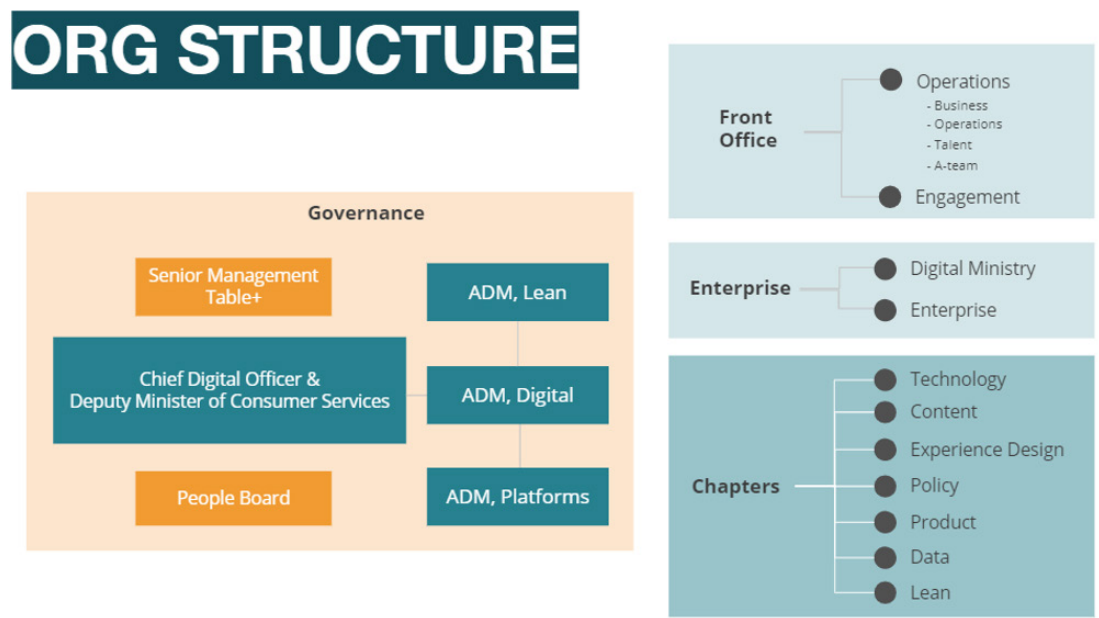 ORG STRUCTURE
Governance
Senior Management
Table+
Chief Digital Officer &
Deputy Minister of Consumer Services
People Board
ADM, Lean
ADM, Digital
ADM, Platforms
Front
Office
Operations
- Business
- Operations
- Talent
- A-team
Engagement
Enterprise
Digital Ministry
Enterprise
Chapters
Technology
Content
Experience Design
Policy
Product
Data
Lean